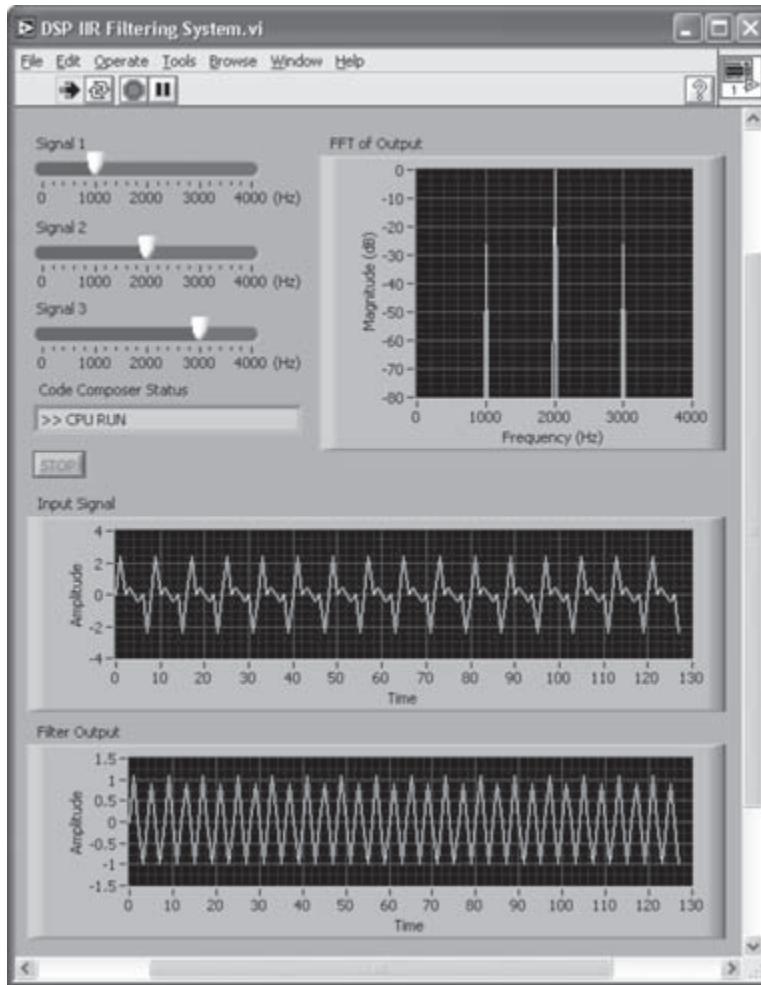 DSP IIR Filtering System.vi
File Edit Operate Tools Browse Window Help
1
Signal 1
0 1000 2000 3000 4000 (Hz)
Signal 2
0 1000 2000 3000 4000 (Hz)
Signal 3
0 1000 2000 3000 4000 (Hz)
Code Composer Status
>> CPU RUN
STOP
FFT of Output
Magnitude (dB)
0
-10
-20
-30
-40
-50
-60
-70
-80
0 1000 2000 3000 4000
Frequency (Hz)
Input Signal
Amplitude
4
2
0
-2
-4
0 10 20 30 40 50 60 70 80 90 100 110 120 130
Time
Filter Output
Amplitude
1.5
1
0.5
0
-0.5
-1
-1.5
0 10 20 30 40 50 60 70 80 90 100 110 120 130
Time